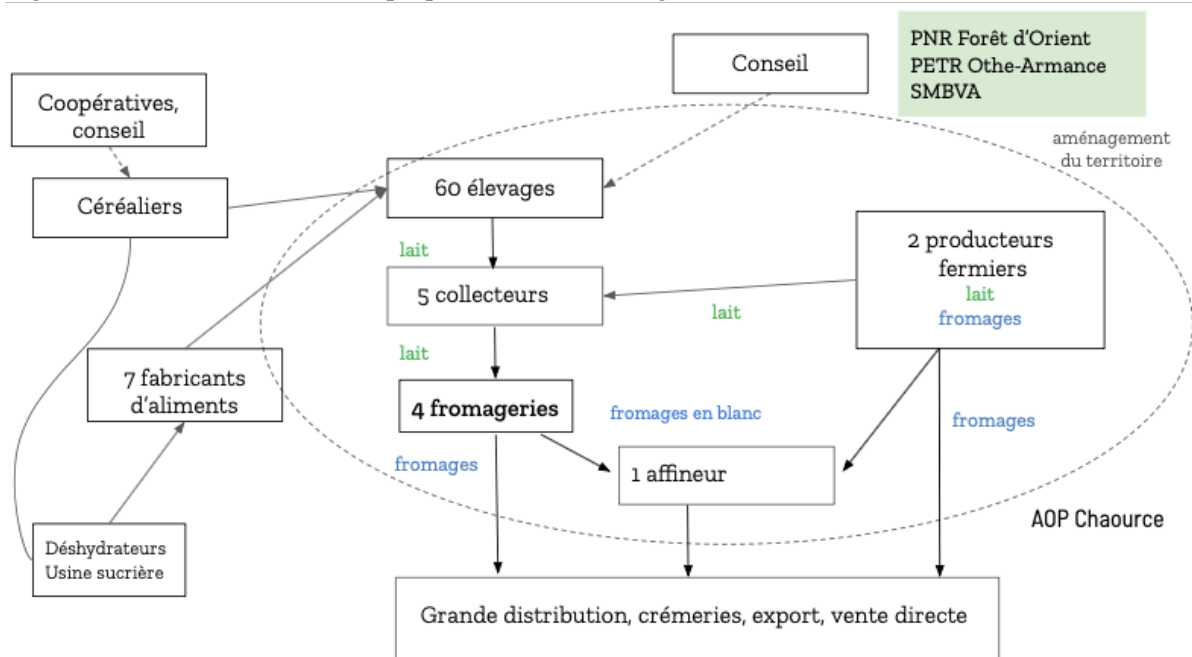 Conseil
PNR Forêt d'Orient
PETR Othe-Armance
SMBVA
Coopératives,
conseil
aménagement
du territoire
60 élevages
Céréaliers
2 producteurs
fermiers
lait
fromages
lait
5 collecteurs
lait
lait
7 fabricants
d'aliments
4 fromageries
fromages en blanc
fromages
fromages
1 affineur
AOP Chaource
Déshydrateurs
Usine sucrière
Grande distribution, crémeries, export, vente directe